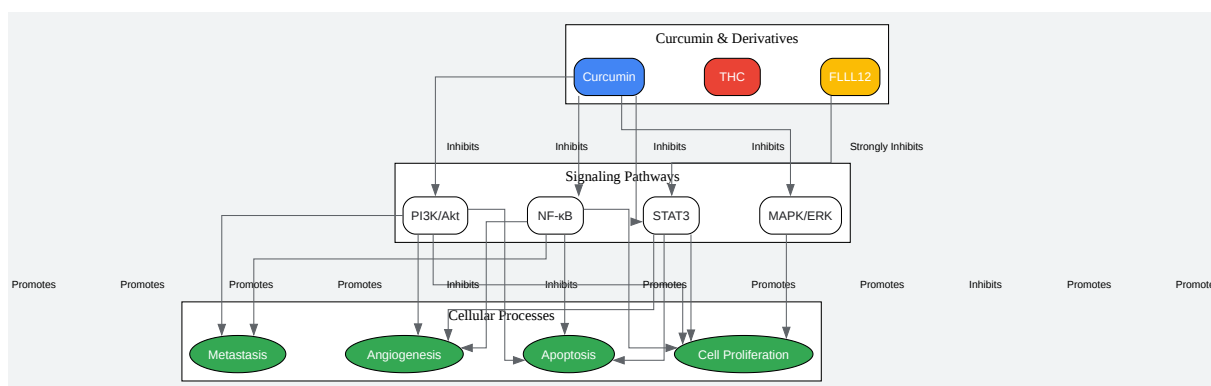 Curcumin & Derivatives
Curcumin
THC
FLLL12
Inhibits
Inhibits
Inhibits
Inhibits
Strongly Inhibits
Signaling Pathways
PI3K/Akt
NF-κB
STAT3
MAPK/ERK
Promotes
Promotes
Promotes
Promotes
Inhibits
Inhibits
Promotes
Promotes
Promotes
Inhibits
Promotes
Cellular Processes
Metastasis
Angiogenesis
Apoptosis
Cell Proliferation